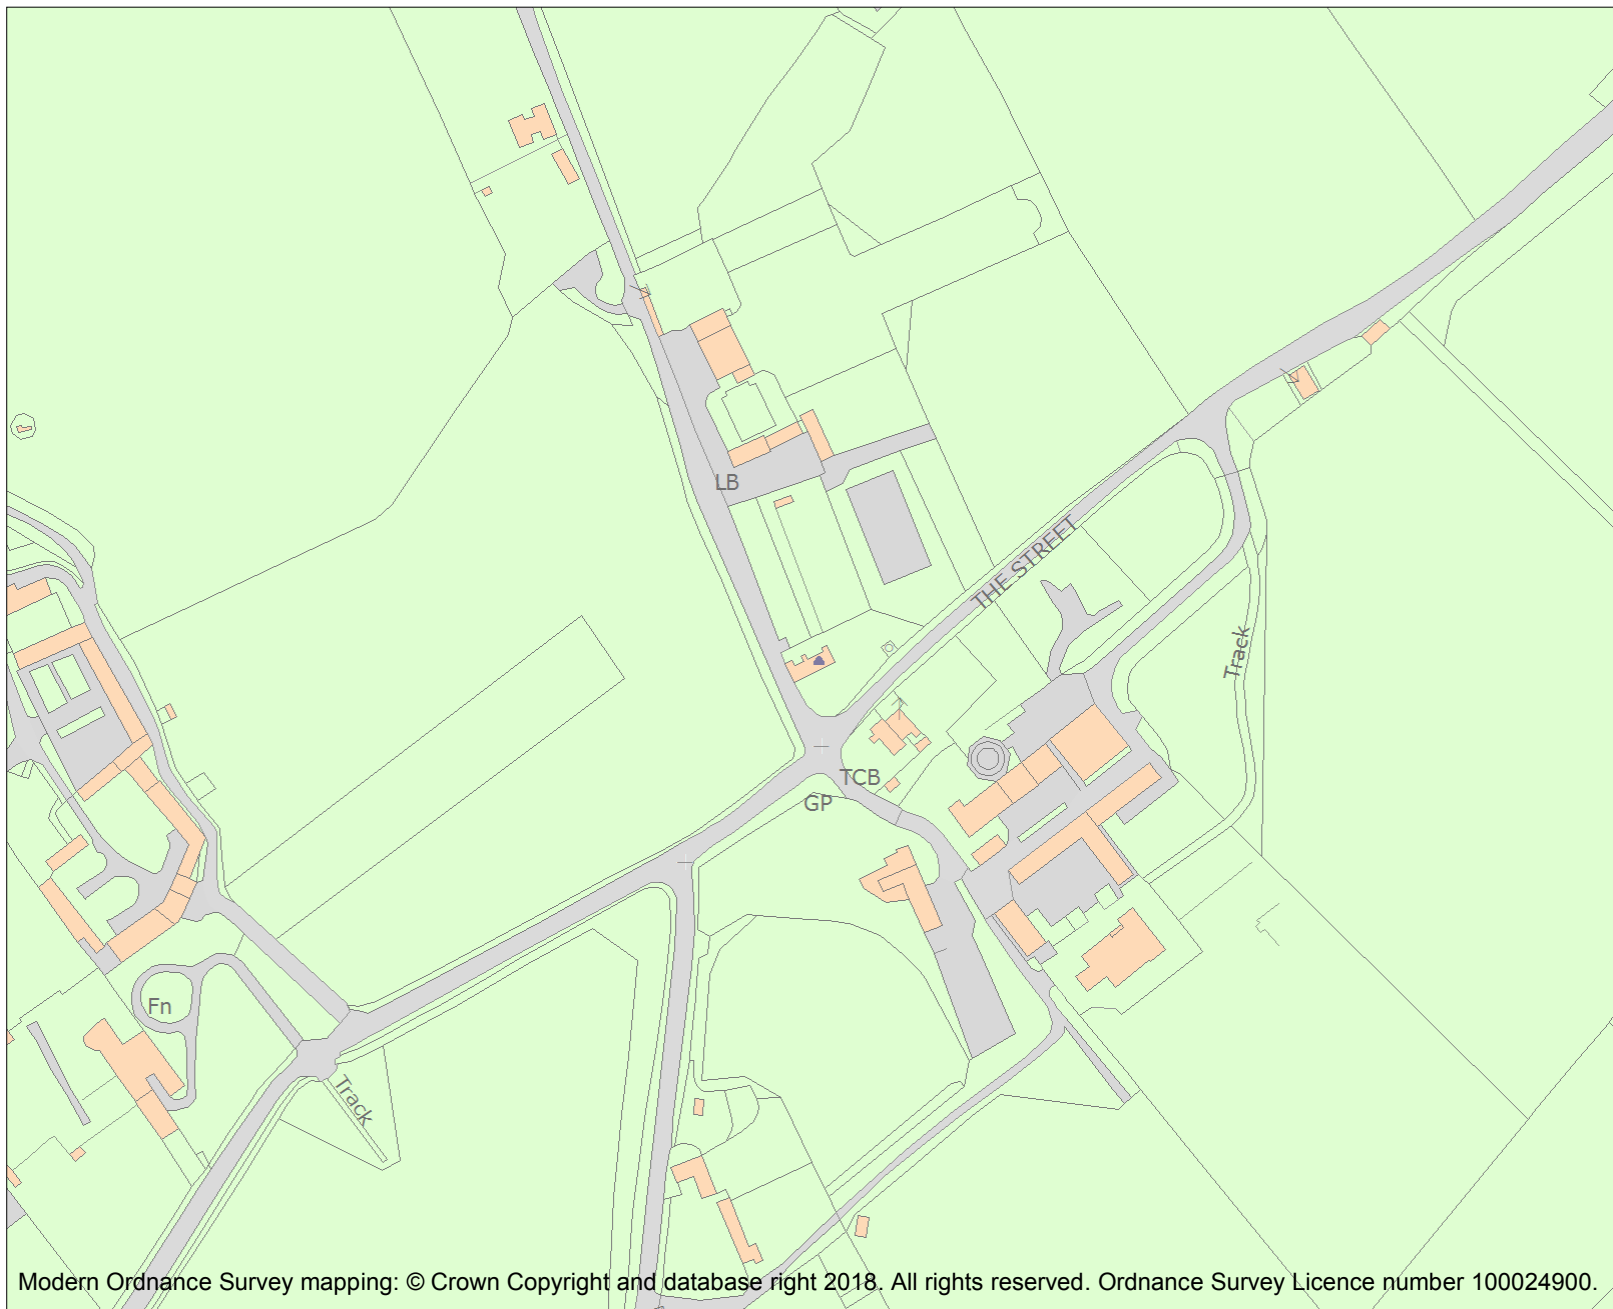 LB
THE STREET
Track
TCB
GP
Fn
Track
Modern Ordnance Survey mapping: © Crown Copyright and database right 2018. All rights reserved. Ordnance Survey Licence number 100024900.